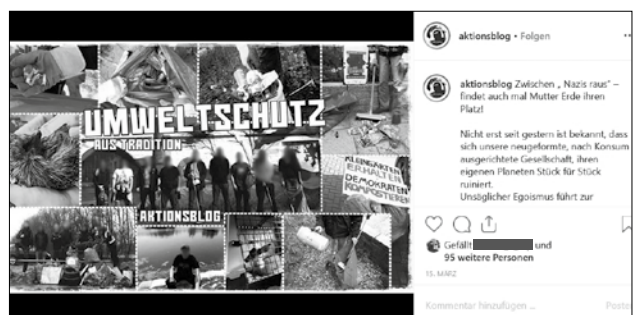 UMWELTSCHUTZ
AUS TRADITION
KLEINGÄRTEN
ERHALTEN
DEMOKRATEN
KOMPOSTIEREN
AKTIONSBLOG
aktionsblog • Folgen
aktionsblog Zwischen „ Nazis raus" –
findet auch mal Mutter Erde ihren
Platz!
Nicht erst seit gestern ist bekannt, dass
sich unsere neugeformte, nach Konsum
ausgerichtete Gesellschaft, ihren
eigenen Planeten Stück für Stück
ruiniert.
Unsäglicher Egoismus führt zur
Gefällt und
95 weitere Personen
15. MÄRZ
Kommentar hinzufügen ...
Poste